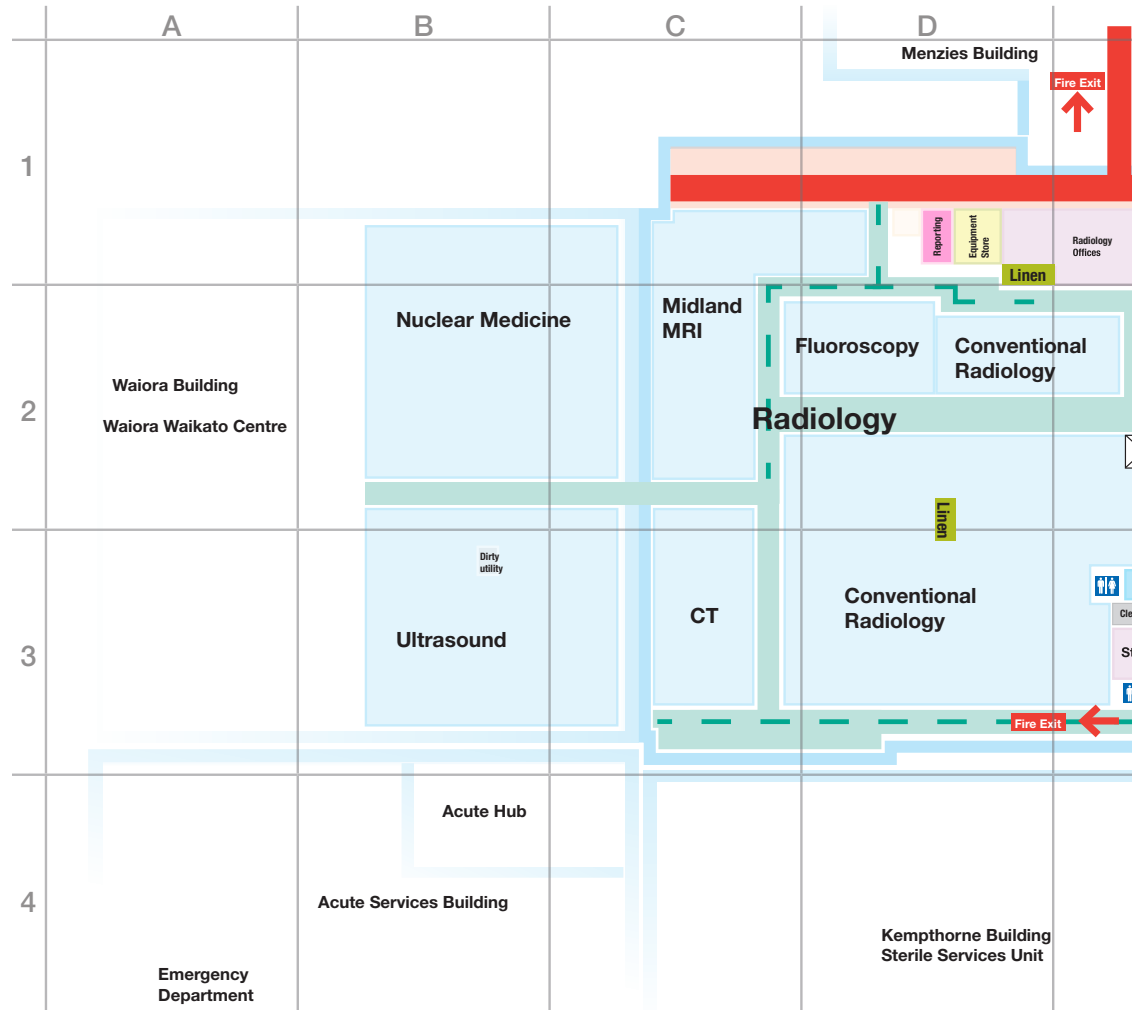 A
B
C
D
Menzies Building
Fire Exit
1
Reporting
Equipment
Store
Radiology
Offices
Linen
Nuclear Medicine
Midland
MRI
Fluoroscopy
Conventional
Radiology
Waiora Building
Waiora Waikato Centre
2
Radiology
Linen
Dirty
utility
Ultrasound
CT
Conventional
Radiology
Cle
St
3
Fire Exit
Acute Hub
4
Acute Services Building
Kempthorne Building
Sterile Services Unit
Emergency
Department